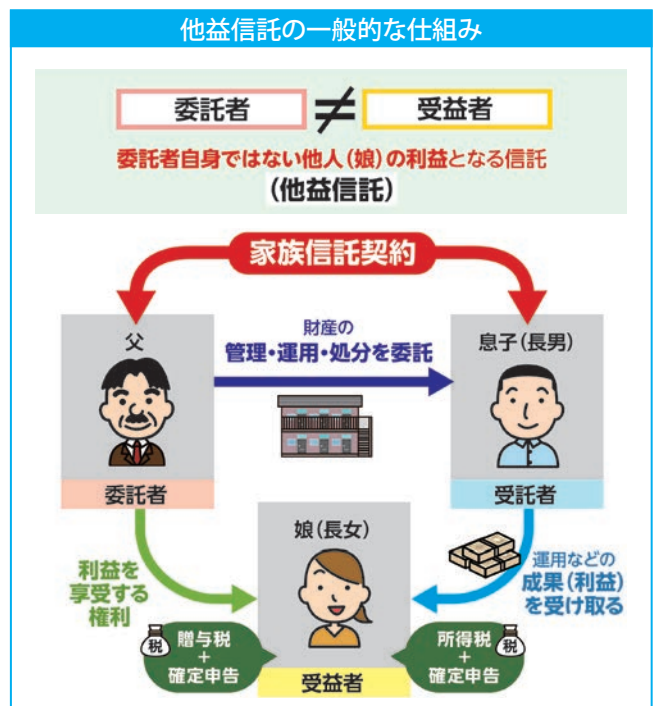 他益信託の一般的な仕組み
委託者 ≠ 受益者
委託者自身ではない他人(娘)の利益となる信託
(他益信託)
家族信託契約
父
財産の
管理・運用・処分を委託
息子(長男)
委託者
受託者
娘(長女)
利益を
享受する
権利
運用などの
成果(利益)
を受け取る
税
贈与税
+
確定申告
所得税
+
確定申告
税
受益者